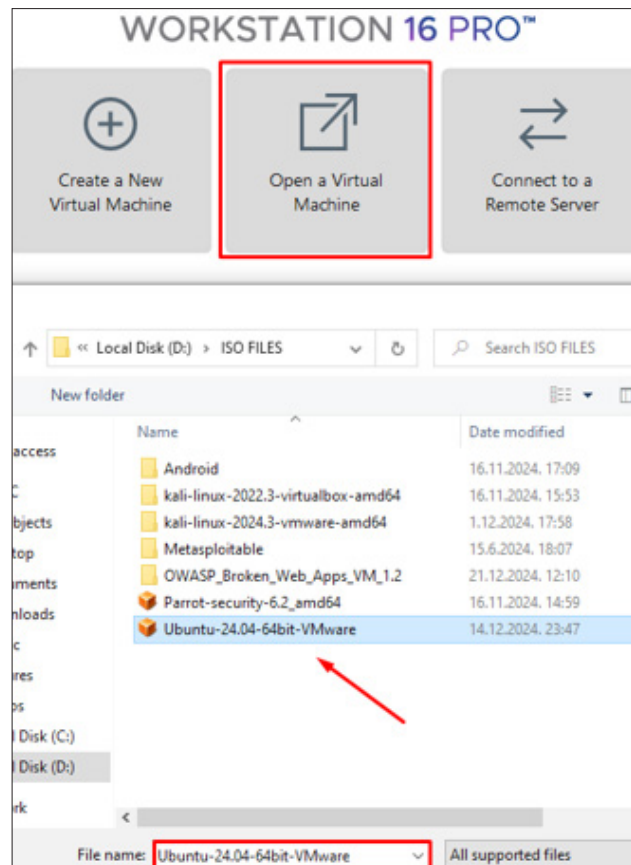 WORKSTATION 16 PRO™
Create a New
Virtual Machine
Open a Virtual
Machine
Connect to a
Remote Server
« Local Disk (D:) › ISO FILES
Search ISO FILES
New folder
Name
Date modified
access
Android
16.11.2024. 17:09
C
kali-linux-2022.3-virtualbox-amd64
16.11.2024. 15:53
bjects
kali-linux-2024.3-vmware-amd64
1.12.2024. 17:58
top
Metasploitable
15.6.2024. 18:07
uments
OWASP_Broken_Web_Apps_VM_1.2
21.12.2024. 12:10
nloads
Parrot-security-6.2_amd64
16.11.2024. 14:59
c
Ubuntu-24.04-64bit-VMware
14.12.2024. 23:47
res
os
l Disk (C:)
l Disk (D:)
rk
File name: Ubuntu-24.04-64bit-VMware
All supported files